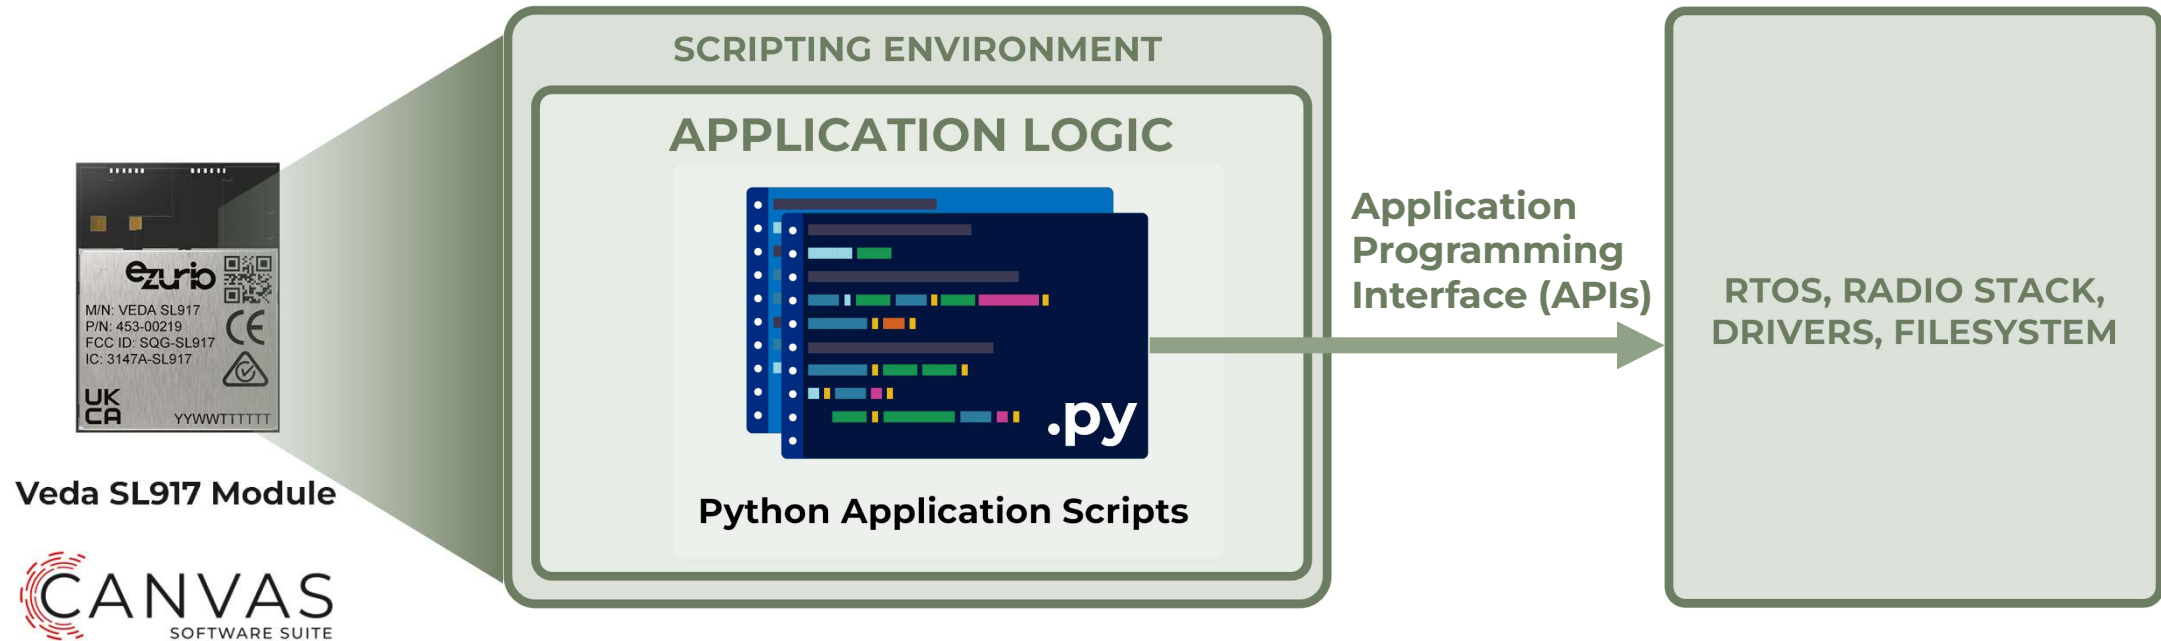 SCRIPTING ENVIRONMENT
APPLICATION LOGIC
ezurio
M/N: VEDA SL917
P/N: 453-00219
FCC ID: SQG-SL917
IC: 3147A-SL917
CE
UK
CA
YYWWTTTTTT
Veda SL917 Module
CANVAS
SOFTWARE SUITE
.py
Python Application Scripts
Application
Programming
Interface (APIs)
RTOS, RADIO STACK,
DRIVERS, FILESYSTEM